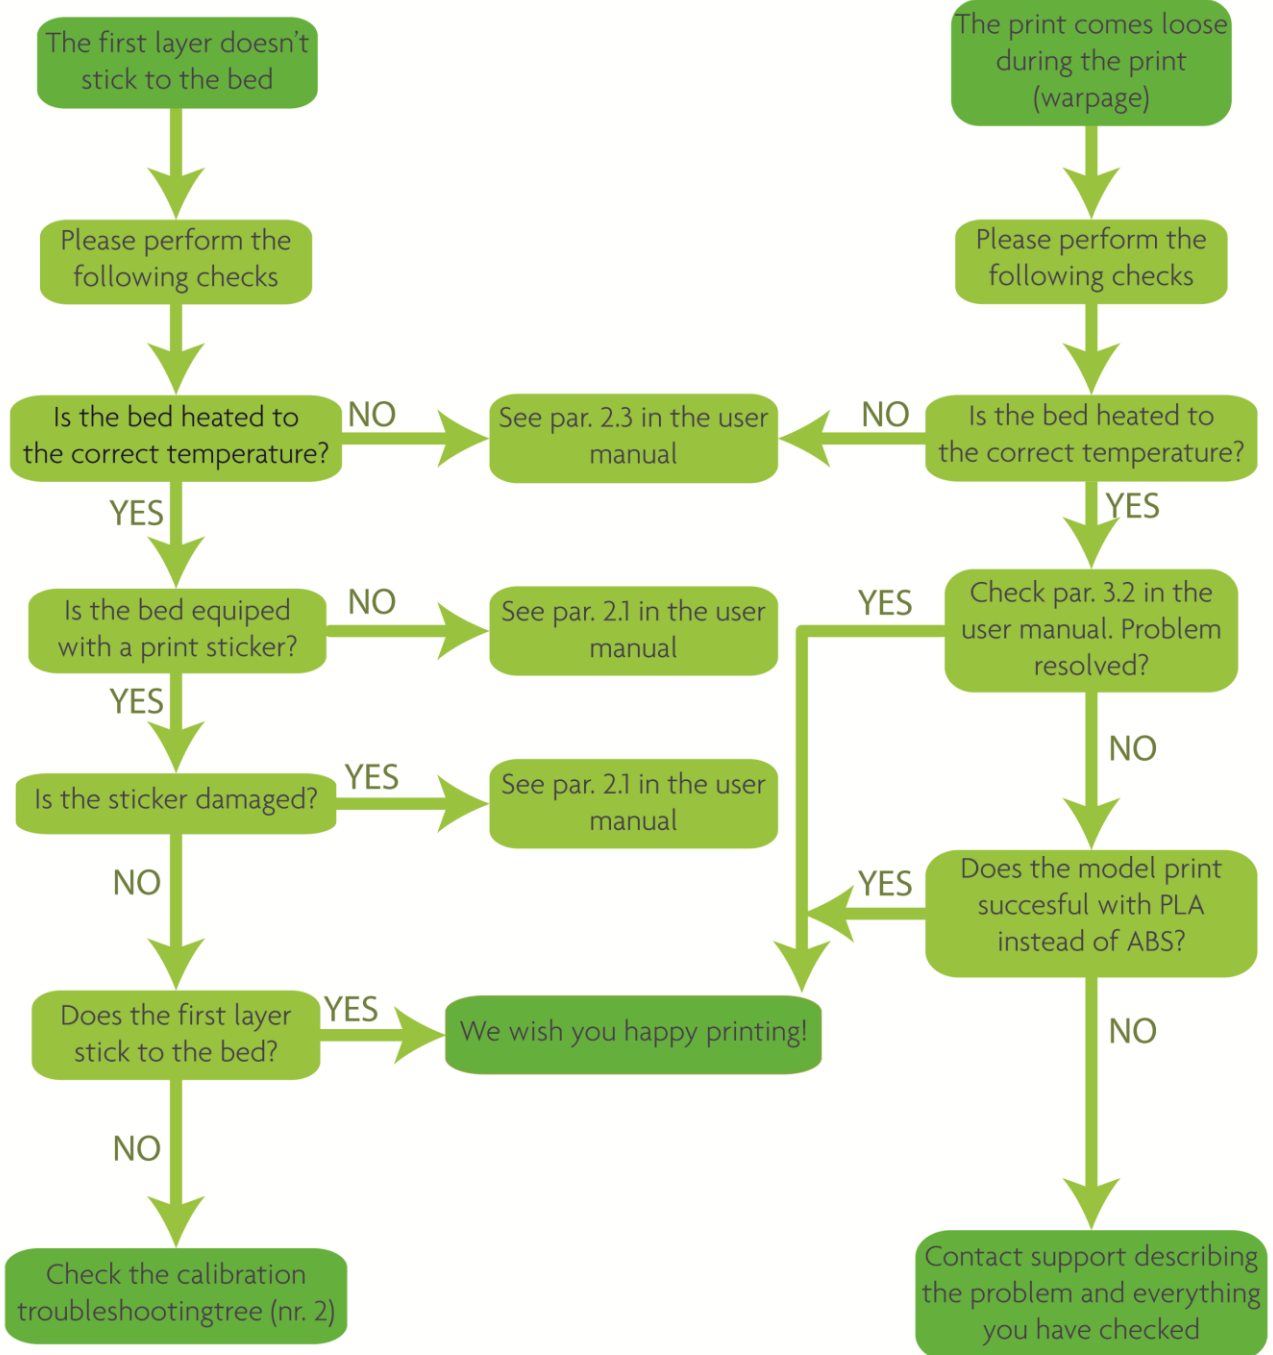 The first layer doesn't
stick to the bed
The print comes loose
during the print
(warpage)
Please perform the
following checks
Please perform the
following checks
Is the bed heated to
the correct temperature?
NO
See par. 2.3 in the user
manual
NO
Is the bed heated to
the correct temperature?
YES
YES
Is the bed equiped
with a print sticker?
NO
See par. 2.1 in the user
manual
YES
Check par. 3.2 in the
user manual. Problem
resolved?
YES
NO
Is the sticker damaged?
YES
See par. 2.1 in the user
manual
NO
YES
Does the model print
succesful with PLA
instead of ABS?
Does the first layer
stick to the bed?
YES
We wish you happy printing!
NO
NO
Check the calibration
troubleshootingtree (nr. 2)
Contact support describing
the problem and everything
you have checked